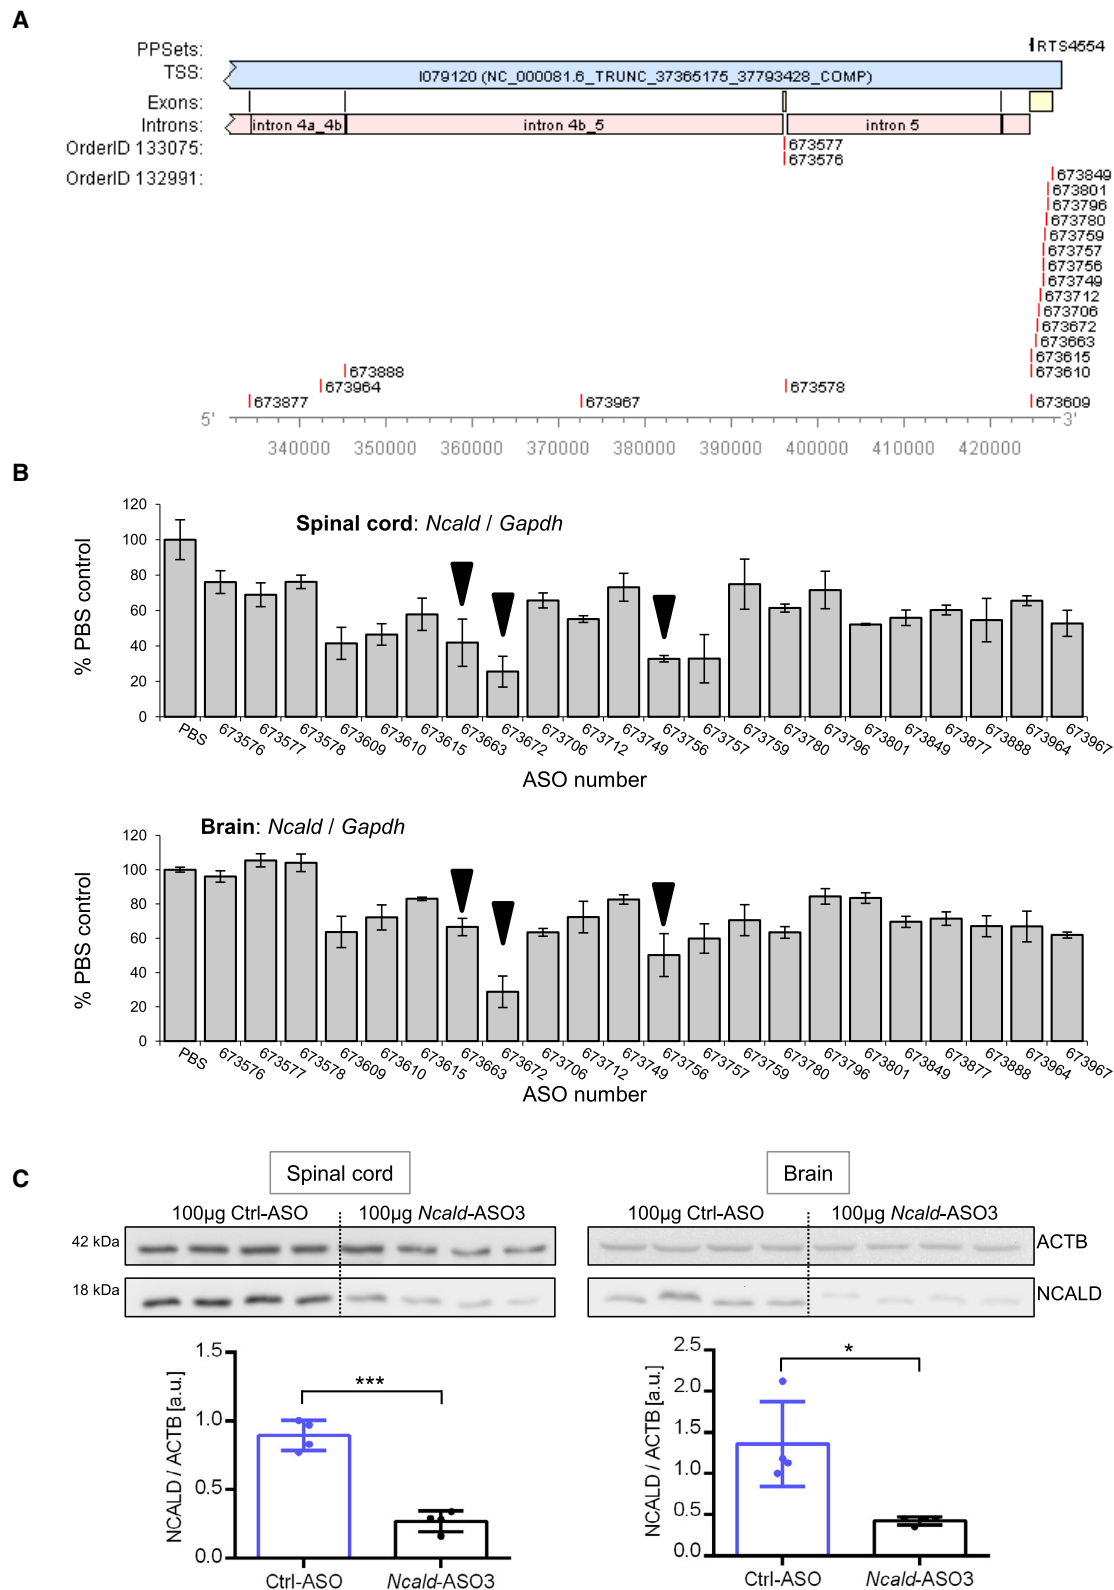 A
PPSets:
RTS4554
TSS:
I079120 (NC_000081.6_TRUNC_37365175_37793428_COMP)
Exons:
Introns:
intron 4a_4b
intron 4b_5
intron 5
OrderID 133075:
673577
673576
OrderID 132991:
673849
673801
673796
673780
673759
673757
673756
673749
673712
673706
673672
673663
673615
673610
673888
673964
673578
673877
673967
673609
5'
3'
340000 350000 360000 370000 380000 390000 400000 410000 420000
B
Spinal cord: Ncald / Gapdh
% PBS control
120
100
80
60
40
20
0
PBS 673576 673577 673578 673609 673610 673615 673663 673672 673706 673712 673749 673756 673757 673759 673780 673796 673801 673849 673877 673888 673964 673967
ASO number
Brain: Ncald / Gapdh
% PBS control
120
100
80
60
40
20
0
PBS 673576 673577 673578 673609 673610 673615 673663 673672 673706 673712 673749 673756 673757 673759 673780 673796 673801 673849 673877 673888 673964 673967
ASO number
C
Spinal cord
Brain
100µg Ctrl-ASO 100µg Ncald-ASO3
100µg Ctrl-ASO 100µg Ncald-ASO3
42 kDa
ACTB
18 kDa
NCALD
NCALD / ACTB [a.u.]
1.5
1.0
0.5
0.0
***
Ctrl-ASO Ncald-ASO3
NCALD / ACTB [a.u.]
2.5
2.0
1.5
1.0
0.5
0.0
*
Ctrl-ASO Ncald-ASO3